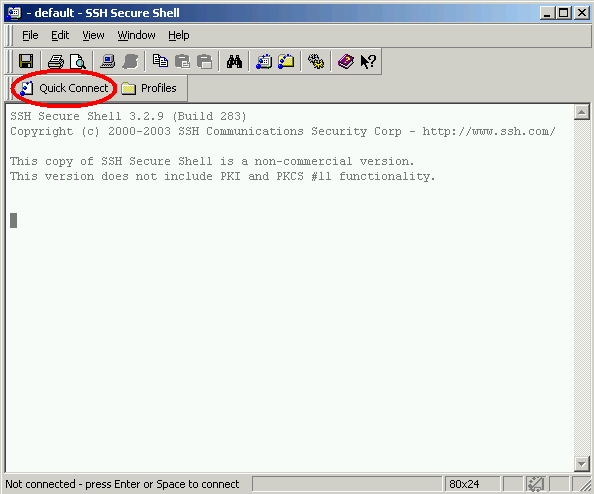 - default - SSH Secure Shell
File Edit View Window Help
Quick Connect Profiles
SSH Secure Shell 3.2.9 (Build 283)
Copyright (c) 2000-2003 SSH Communications Security Corp - http://www.ssh.com/
This copy of SSH Secure Shell is a non-commercial version.
This version does not include PKI and PKCS #11 functionality.
Not connected - press Enter or Space to connect 80x24